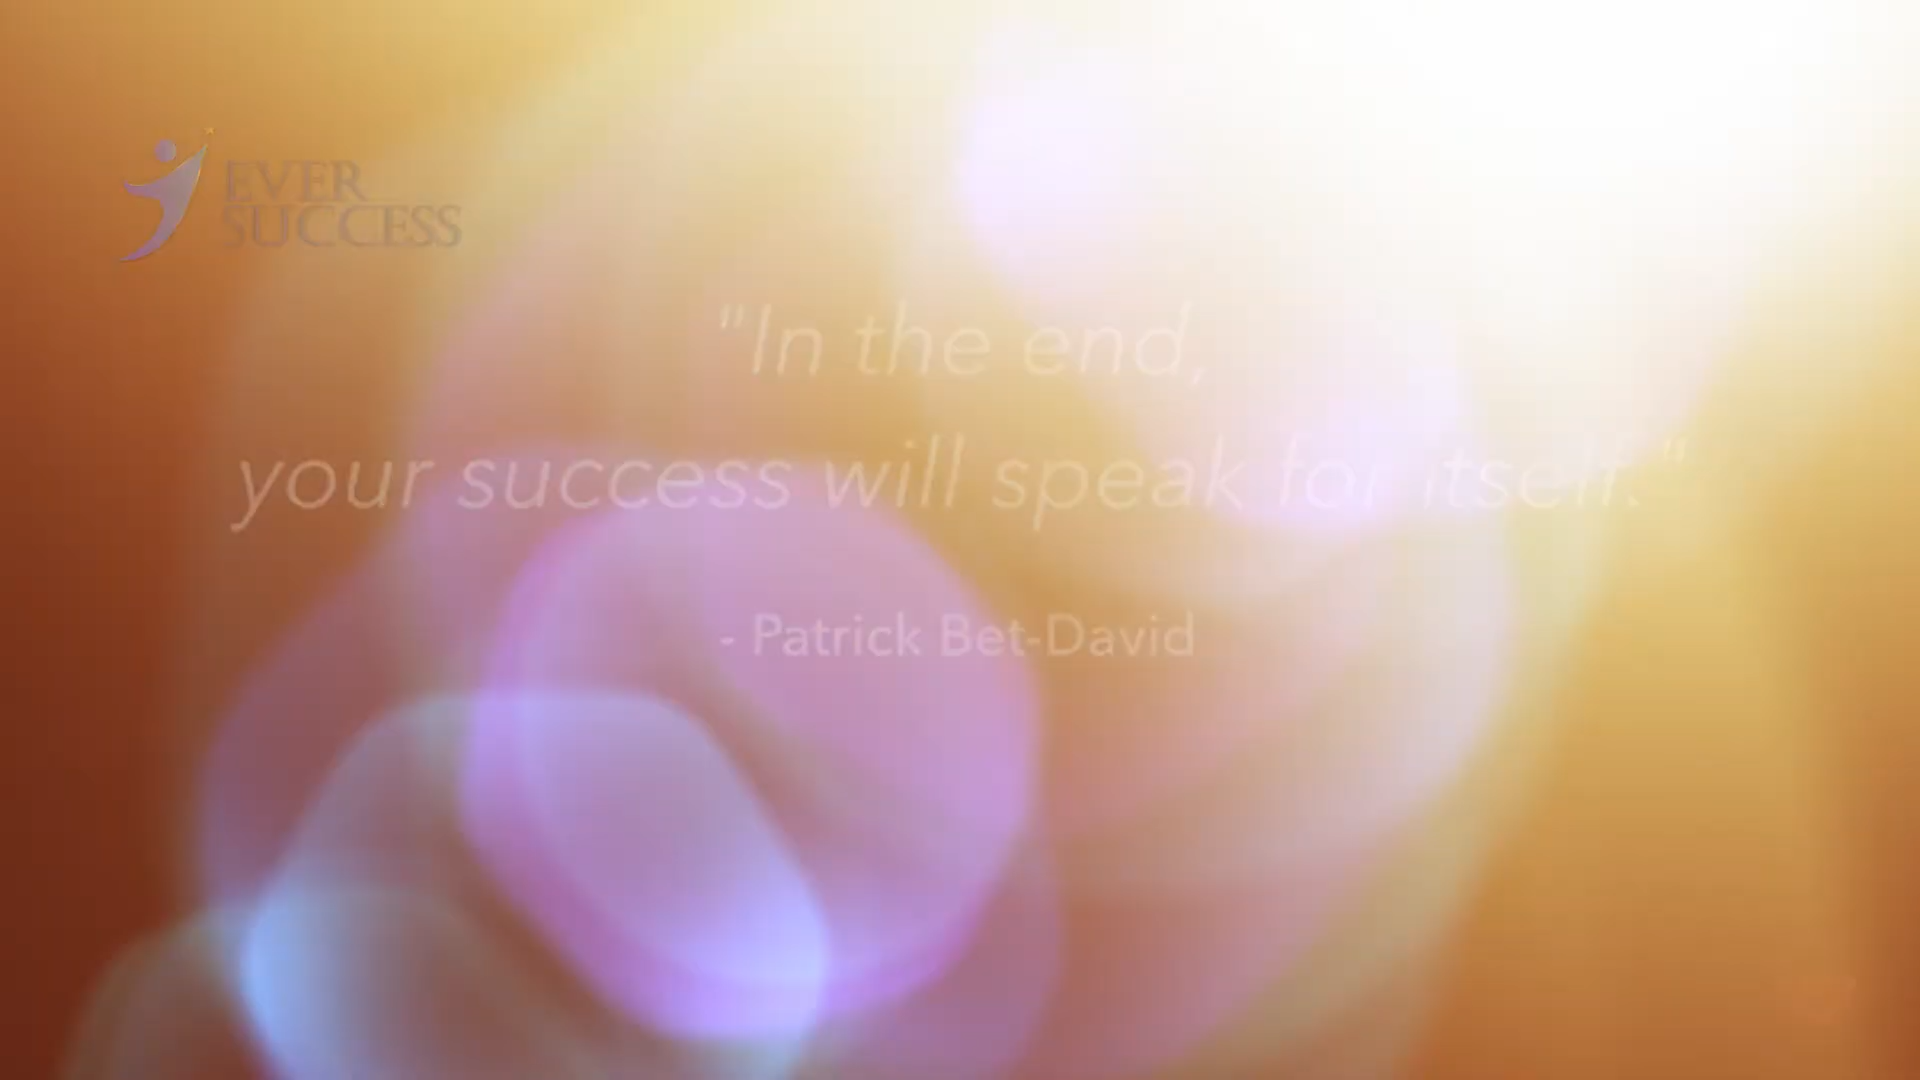 EVER
SUCCESS
"In the end,
your success will speak for itself."
- Patrick Bet-David